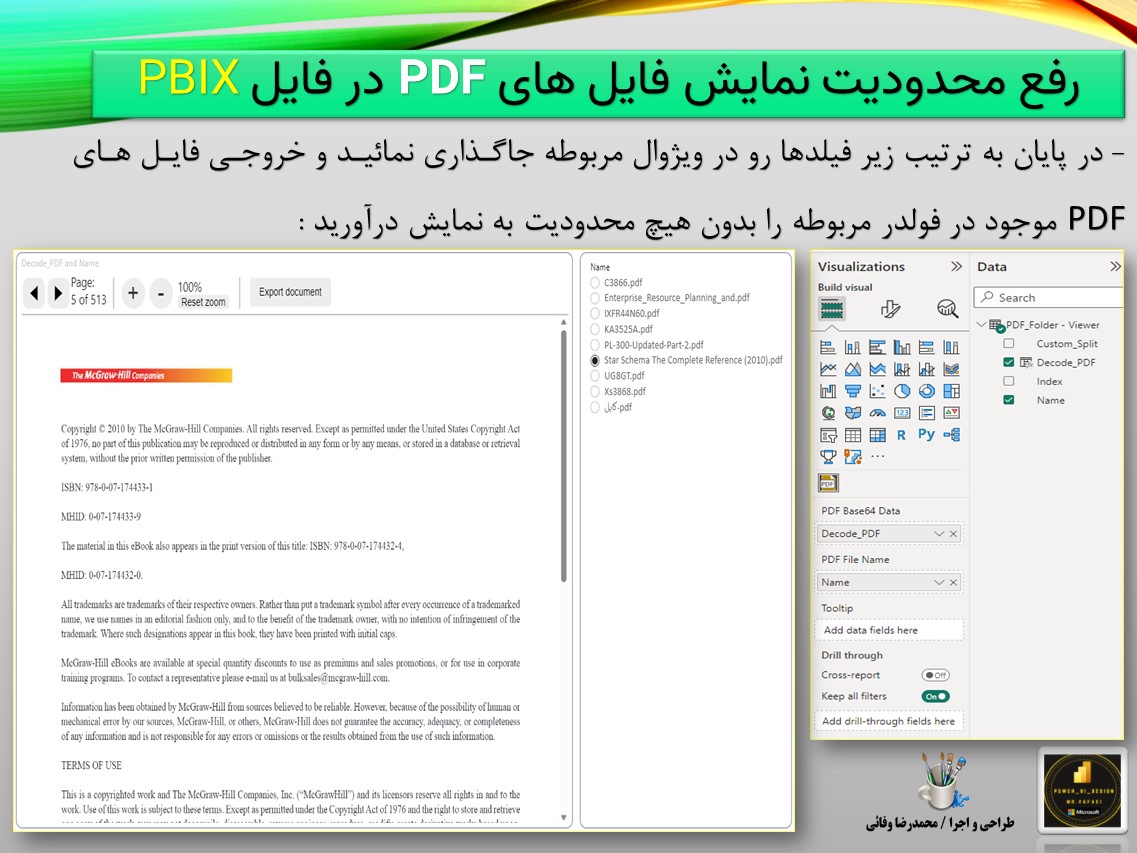 رفع محدودیت نمایش فایل های PDF در فایل PBIX
- در پایان به ترتیب زیر فیلدها رو در ویژوال مربوطه جاگـذاری نمائیـد و خروجـی فایـل هـای
PDF موجود در فولدر مربوطه را بدون هیچ محدودیت به نمایش درآورید :
Decode_PDF and Name
Page:
5 of 513
+
-
100%
Reset zoom
Export document
The McGraw-Hill Companies
Copyright © 2010 by The McGraw-Hill Companies. All rights reserved. Except as permitted under the United States Copyright Act
of 1976, no part of this publication may be reproduced or distributed in any form or by any means, or stored in a database or retrieval
system, without the prior written permission of the publisher.
ISBN: 978-0-07-174433-1
MHID: 0-07-174433-9
The material in this eBook also appears in the print version of this title: ISBN: 978-0-07-174432-4,
MHID: 0-07-174432-0.
All trademarks are trademarks of their respective owners. Rather than put a trademark symbol after every occurrence of a trademarked
name, we use names in an editorial fashion only, and to the benefit of the trademark owner, with no intention of infringement of the
trademark. Where such designations appear in this book, they have been printed with initial caps.
McGraw-Hill eBooks are available at special quantity discounts to use as premiums and sales promotions, or for use in corporate
training programs. To contact a representative please e-mail us at bulksales@mcgraw-hill.com.
Information has been obtained by McGraw-Hill from sources believed to be reliable. However, because of the possibility of human or
mechanical error by our sources, McGraw-Hill, or others, McGraw-Hill does not guarantee the accuracy, adequacy, or completeness
of any information and is not responsible for any errors or omissions or the results obtained from the use of such information.
TERMS OF USE
This is a copyrighted work and The McGraw-Hill Companies, Inc. (“McGrawHill”) and its licensors reserve all rights in and to the
work. Use of this work is subject to these terms. Except as permitted under the Copyright Act of 1976 and the right to store and retrieve
Name
C3866.pdf
Enterprise_Resource_Planning_and.pdf
IXFR44N60.pdf
KA3525A.pdf
PL-300-Updated-Part-2.pdf
Star Schema The Complete Reference (2010).pdf
UG8GT.pdf
Xs3868.pdf
کابل.pdf
Visualizations
Build visual
123
R
Py
...
PDF
PDF Base64 Data
Decode_PDF
PDF File Name
Name
Tooltip
Add data fields here
Drill through
Cross-report
Off
Keep all filters
On
Add drill-through fields here
Data
Search
PDF_Folder - Viewer
Custom_Split
Decode_PDF
Index
Name
طراحی و اجرا / محمدرضا وفائی
POWER_BI_DESIGN
MR.VAFAEI
Microsoft